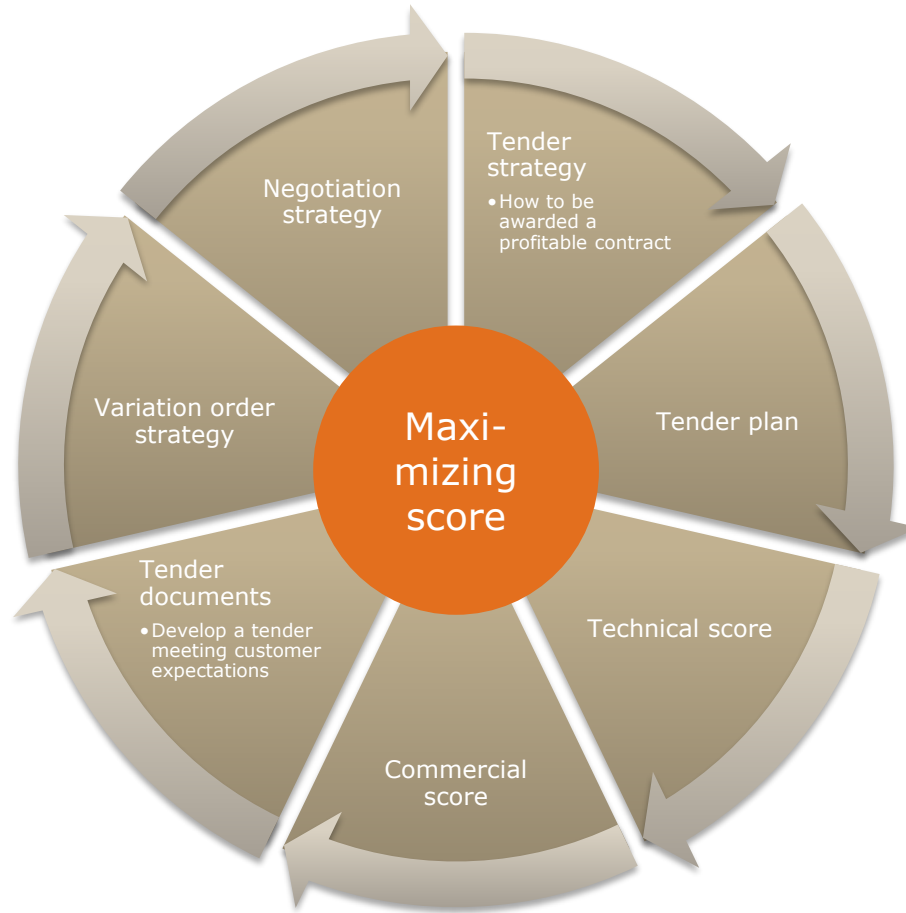 Tender
strategy
•How to be
awarded a
profitable contract
Tender plan
Technical score
Commercial
score
Tender
documents
•Develop a tender
meeting customer
expectations
Variation order
strategy
Negotiation
strategy
Maxi-
mizing
score